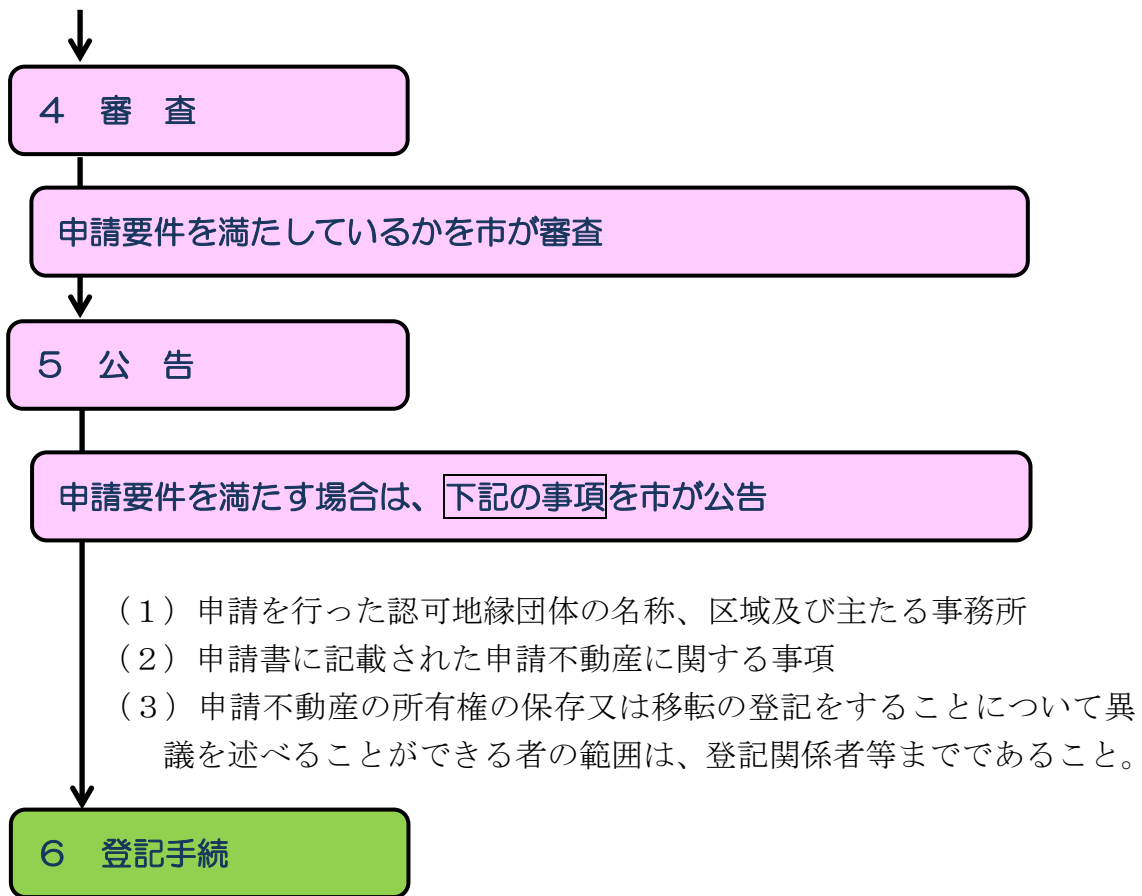 ４　審　査
申請要件を満たしているかを市が審査
５　公　告
申請要件を満たす場合は、下記の事項を市が公告
（１）申請を行った認可地縁団体の名称、区域及び主たる事務所
（２）申請書に記載された申請不動産に関する事項
（３）申請不動産の所有権の保存又は移転の登記をすることについて異
議を述べることができる者の範囲は、登記関係者等までであること。
６　登記手続